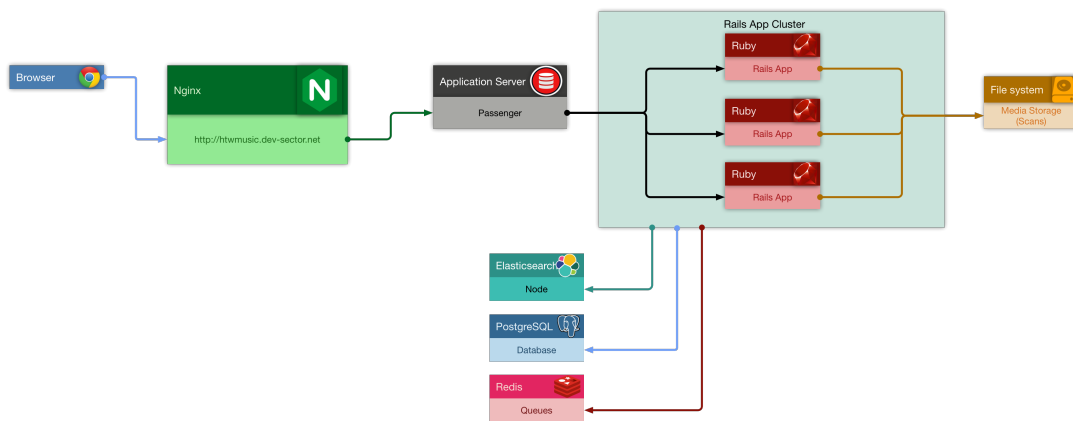 Rails App Cluster
Browser
Nginx
http://htwmusic.dev-sector.net
Application Server
Passenger
Ruby
Rails App
Ruby
Rails App
Ruby
Rails App
File system
Media Storage
(Scans)
Elasticsearch
Node
PostgreSQL
Database
Redis
Queues